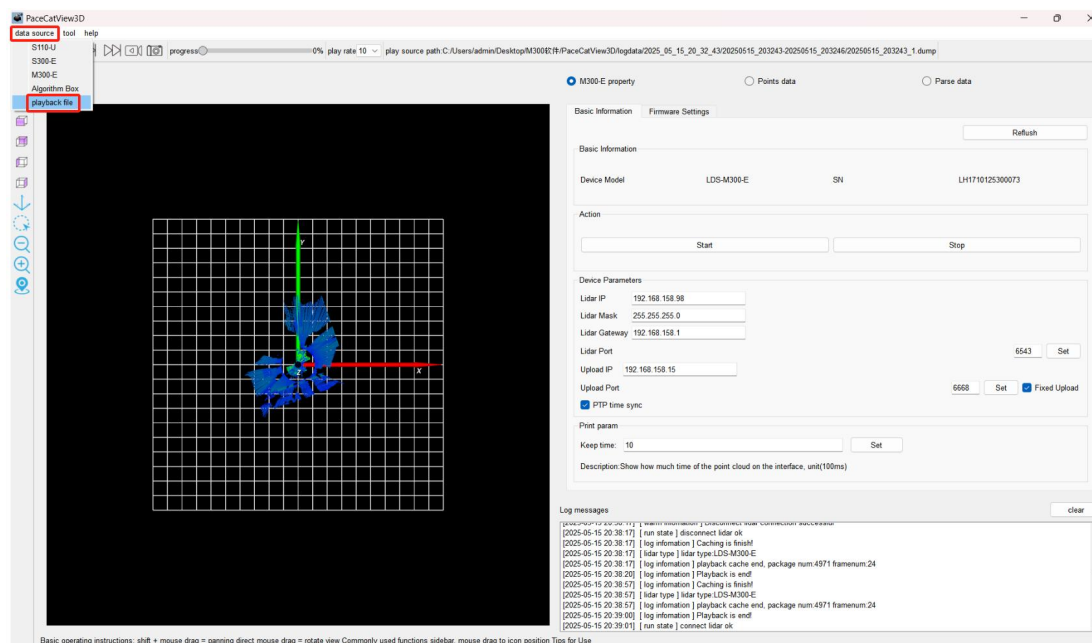 PaceCatView3D
data source tool help
S110-U
S300-E
M300-E
Algorithm Box
playback file
progress 0% play rate 10 play source path:C:/Users/admin/Desktop/M300软件/PaceCatView3D/logdata/2025_05_15_20_32_43/20250515_203243-20250515_203246/20250515_203243_1.dump
M300-E property Points data Parse data
Basic Information Firmware Settings
Reflush
Basic Information
Device Model LDS-M300-E SN LH1710125300073
Action
Start Stop
Device Parameters
Lidar IP 192.168.158.98
Lidar Mask 255.255.255.0
Lidar Gateway 192.168.158.1
Lidar Port 6543 Set
Upload IP 192.168.158.15
Upload Port 6668 Set Fixed Upload
PTP time sync
Print param
Keep time: 10 Set
Description:Show how much time of the point cloud on the interface, unit(100ms)
Y
X
Z
Log messages clear
[2025-05-15 20:38:17] [ warm infomation ] Disconnect lidar connection successful
[2025-05-15 20:38:17] [ run state ] disconnect lidar ok
[2025-05-15 20:38:17] [ log infomation ] Caching is finish!
[2025-05-15 20:38:17] [ lidar type ] lidar type:LDS-M300-E
[2025-05-15 20:38:17] [ log infomation ] playback cache end, package num:4971 framenum:24
[2025-05-15 20:38:20] [ log infomation ] Playback is end!
[2025-05-15 20:38:57] [ log infomation ] Caching is finish!
[2025-05-15 20:38:57] [ lidar type ] lidar type:LDS-M300-E
[2025-05-15 20:38:57] [ log infomation ] playback cache end, package num:4971 framenum:24
[2025-05-15 20:39:00] [ log infomation ] Playback is end!
[2025-05-15 20:39:01] [ run state ] connect lidar ok
Basic operating instructions: shift + mouse drag = panning direct mouse drag = rotate view Commonly used functions sidebar, mouse drag to icon position Tips for Use